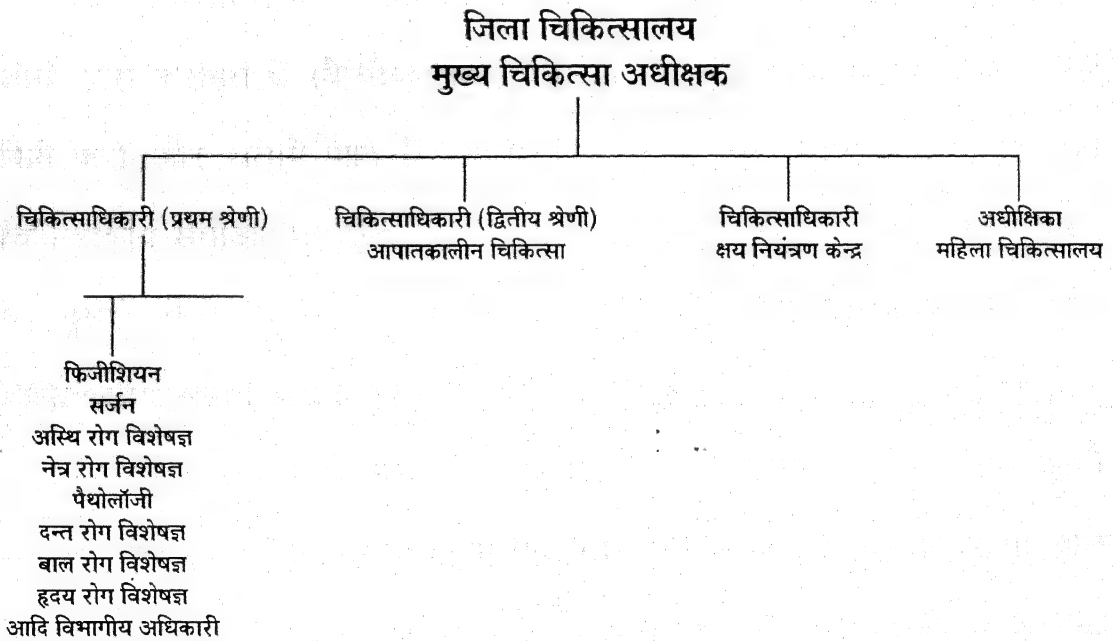 जिला चिकित्सालय
मुख्य चिकित्सा अधीक्षक
चिकित्साधिकारी (प्रथम श्रेणी)
चिकित्साधिकारी (द्वितीय श्रेणी)
आपातकालीन चिकित्सा
चिकित्साधिकारी
क्षय नियंत्रण केन्द्र
अधीक्षिका
महिला चिकित्सालय
फिजीशियन
सर्जन
अस्थि रोग विशेषज्ञ
नेत्र रोग विशेषज्ञ
पैथोलॉजी
दन्त रोग विशेषज्ञ
बाल रोग विशेषज्ञ
हृदय रोग विशेषज्ञ
आदि विभागीय अधिकारी